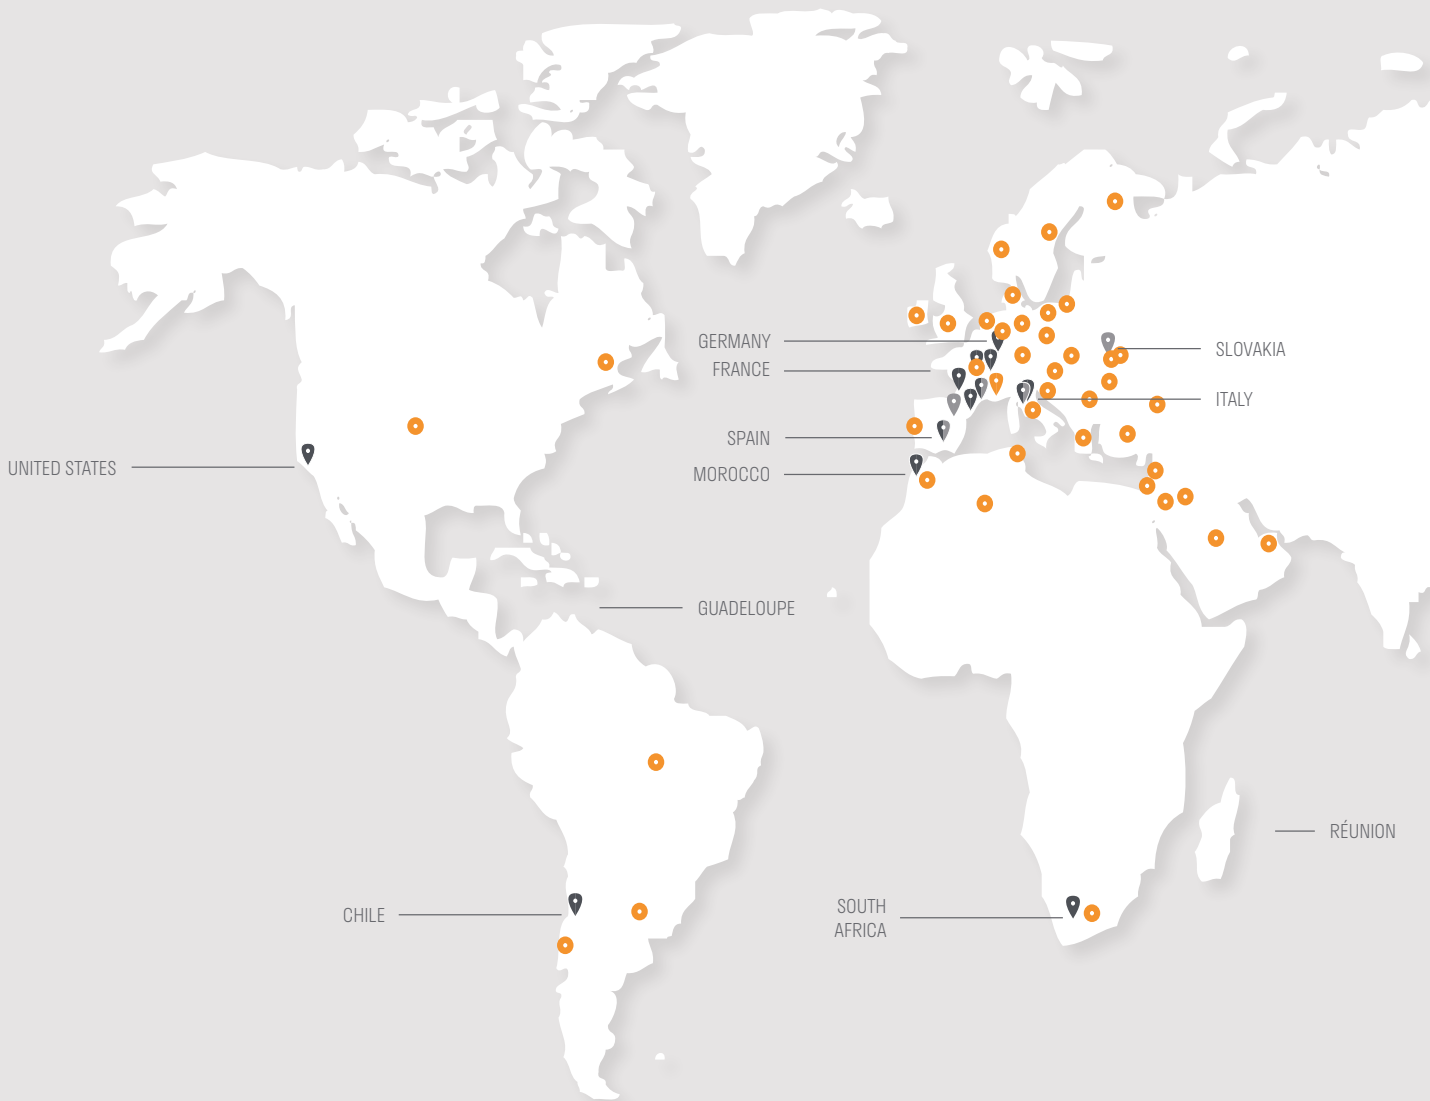 GERMANY
SLOVAKIA
FRANCE
ITALY
SPAIN
UNITED STATES
MOROCCO
GUADELOUPE
RÉUNION
CHILE
SOUTH
AFRICA